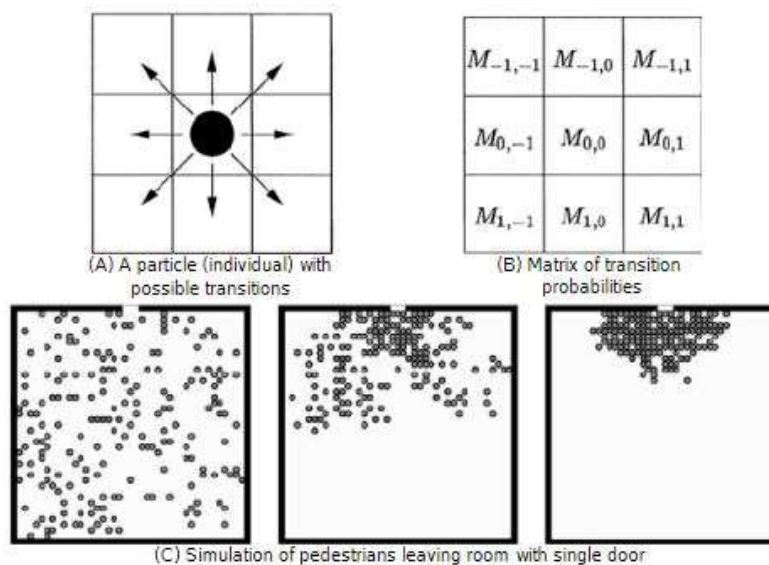 M₋₁,₋₁ M₋₁,₀ M₋₁,₁
M₀,₋₁ M₀,₀ M₀,₁
M₁,₋₁ M₁,₀ M₁,₁
(A) A particle (individual) with
possible transitions
(B) Matrix of transition
probabilities
(C) Simulation of pedestrians leaving room with single door